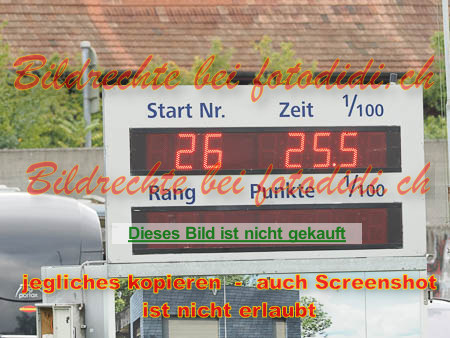 Bildrechte bei fotodidi.ch
Start Nr. Zeit 1/100
26 25.5
Bildrechte bei fotodidi.ch
Rang Punkte 1/100
Dieses Bild ist nicht gekauft
jegliches kopieren - auch Screenshot
ist nicht erlaubt